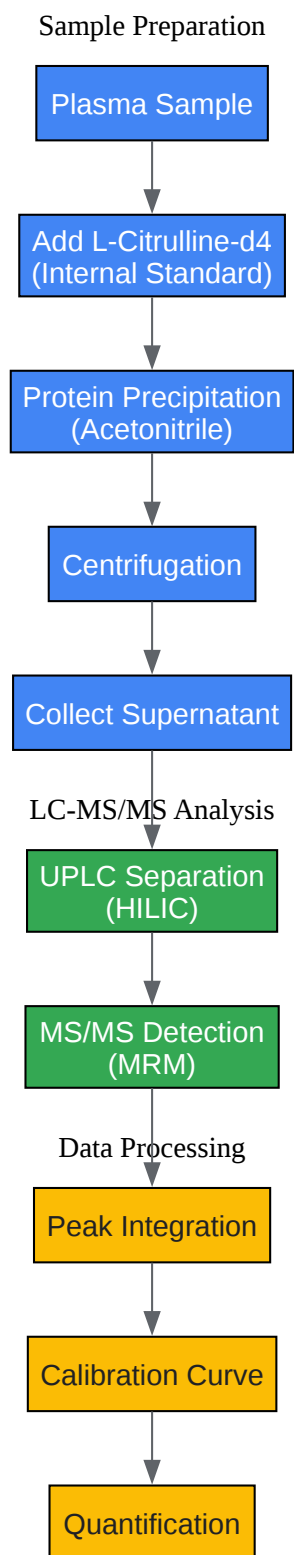 Sample Preparation
Plasma Sample
Add L-Citrulline-d4
(Internal Standard)
Protein Precipitation
(Acetonitrile)
Centrifugation
Collect Supernatant
LC-MS/MS Analysis
UPLC Separation
(HILIC)
MS/MS Detection
(MRM)
Data Processing
Peak Integration
Calibration Curve
Quantification